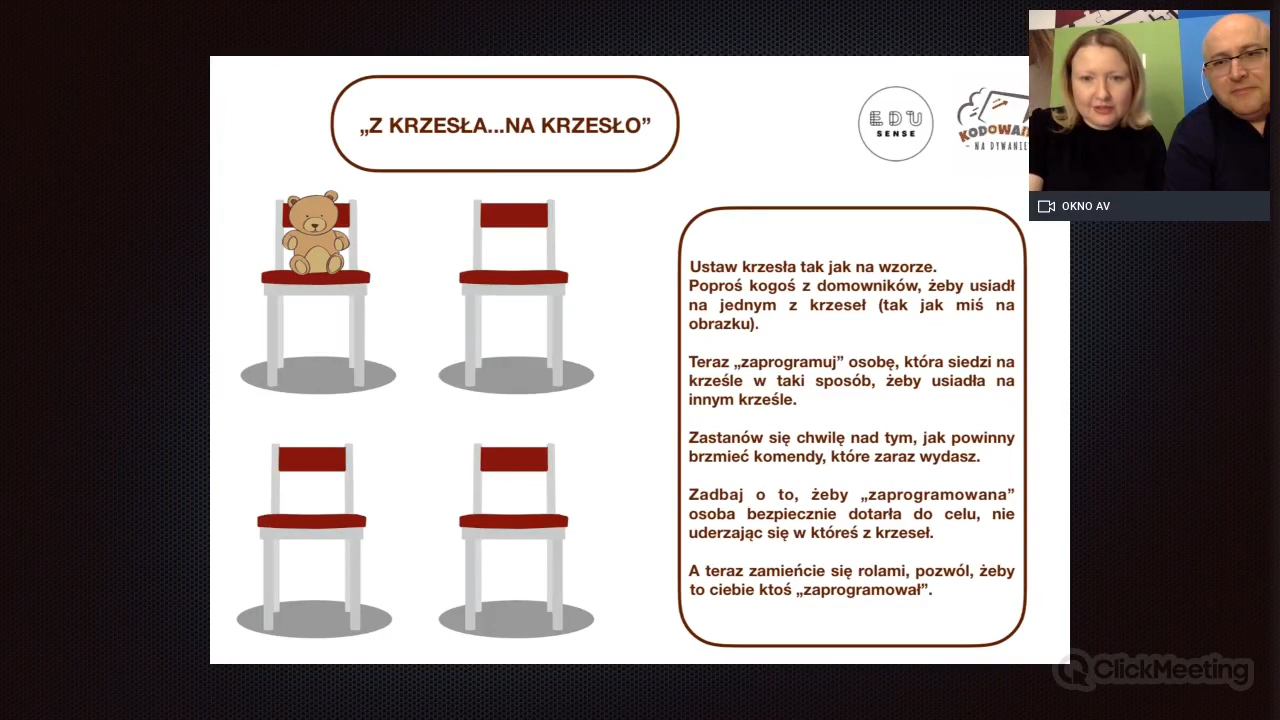 „Z KRZESŁA...NA KRZESŁO”
EDU
SENSE
KODOWAN
- NA DYWANIE
OKNO AV
Ustaw krzesła tak jak na wzorze.
Poproś kogoś z domowników, żeby usiadł
na jednym z krzeseł (tak jak miś na
obrazku).
Teraz „zaprogramuj” osobę, która siedzi na
krześle w taki sposób, żeby usiadła na
innym krześle.
Zastanów się chwilę nad tym, jak powinny
brzmieć komendy, które zaraz wydasz.
Zadbaj o to, żeby „zaprogramowana”
osoba bezpiecznie dotarła do celu, nie
uderzając się w któreś z krzeseł.
A teraz zamieńcie się rolami, pozwól, żeby
to ciebie ktoś „zaprogramował”.
ClickMeeting